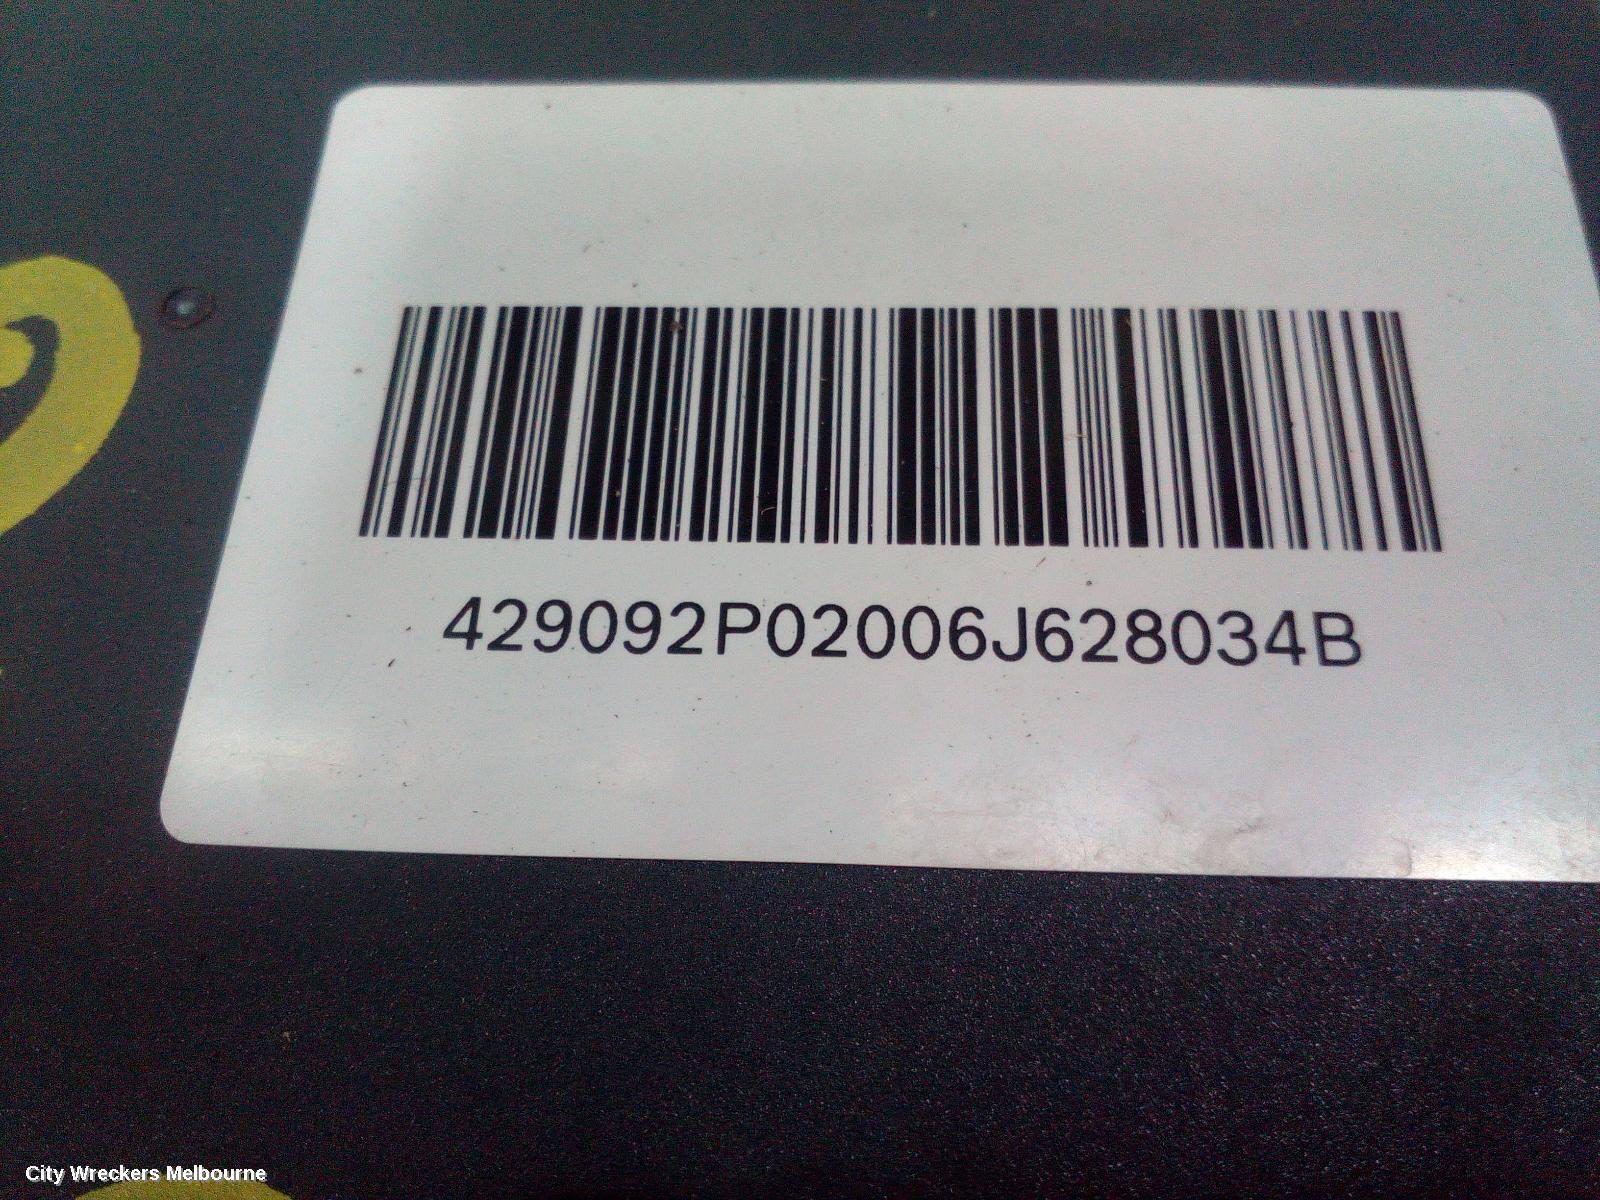 429092P02006J628034B
City Wreckers Melbourne